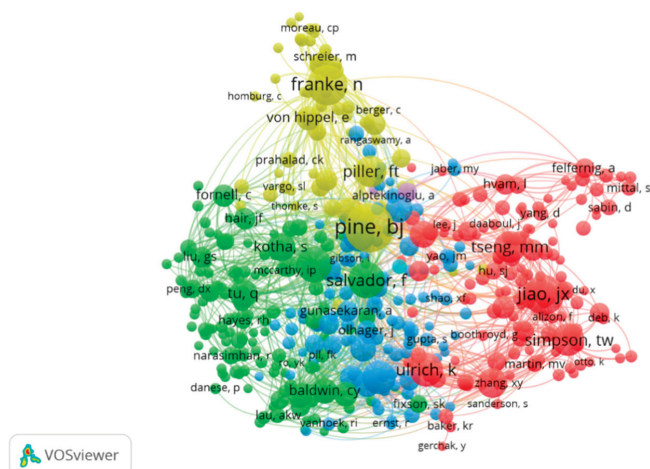 moreau, cp
schreier, m
franke, n
homburg, c
berger, c
von hippel, e
rangaswamy, a
prahalad, ck
piller, ft
jaber, my
felfernig, a
hvam, l
mittal, s
fornell, c
vargo, sl
alptekinoglu, a
yang, d
sabin, d
thomke, s
hair, jf
pine, bj
lee, j
daaboul, j
tseng, mm
kotha, s
liu, gs
gibson, i
yao, jm
mccarthy, ip
salvador, f
hu, sj
peng, dx
tu, q
jiao, jx
du, x
shao, xf
gunasekaran, a
hayes, rh
olhager, j
alizon, f
deb, k
boothroyd, g
gupta, s
simpson, tw
narasimhan, r
ro, yk
pil, fk
ulrich, k
martin, mv
otto, k
zhang, xy
danese, p
baldwin, cy
fixson, sk
sanderson, s
lau, akw
vanhoek, ri
ernst, r
baker, kr
gerchak, y
VOSviewer